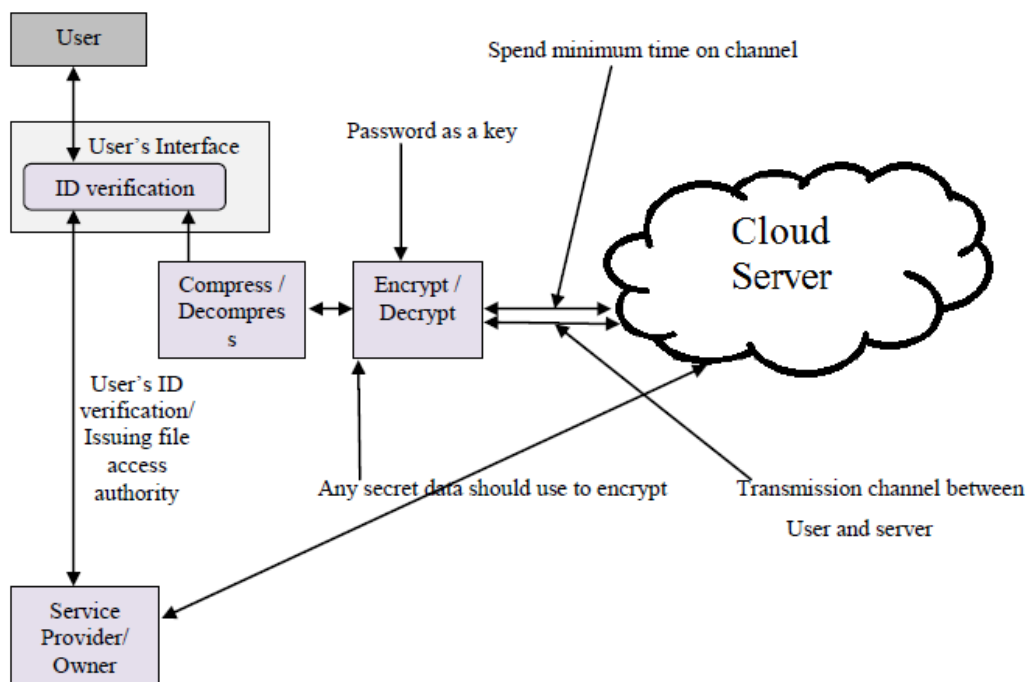 User
Spend minimum time on channel
Password as a key
User's Interface
ID verification
Cloud
Server
Compress /
Decompres
s
Encrypt /
Decrypt
User's ID
verification/
Issuing file
access
authority
Any secret data should use to encrypt
Transmission channel between
User and server
Service
Provider/
Owner